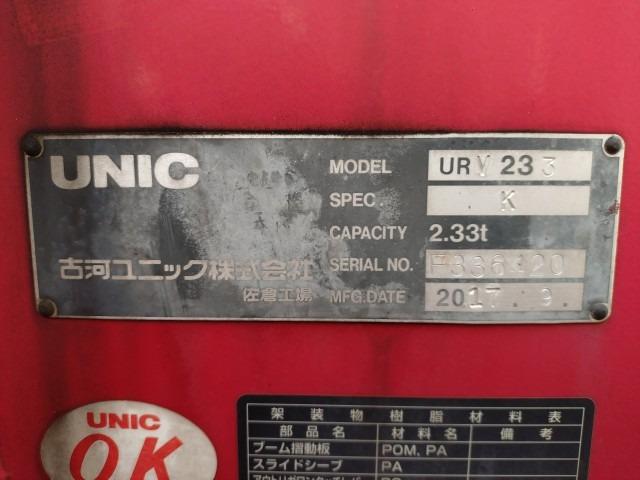 UNIC
MODEL URV 233
SPEC. K
CAPACITY 2.33t
古河ユニック株式会社 SERIAL NO. F336420
佐倉工場 MFG.DATE 2017. 9.
UNIC
OK
架装物樹脂材料表
部品名 材料名 備考
ブーム摺動板 POM, PA
スライドシーブ PA